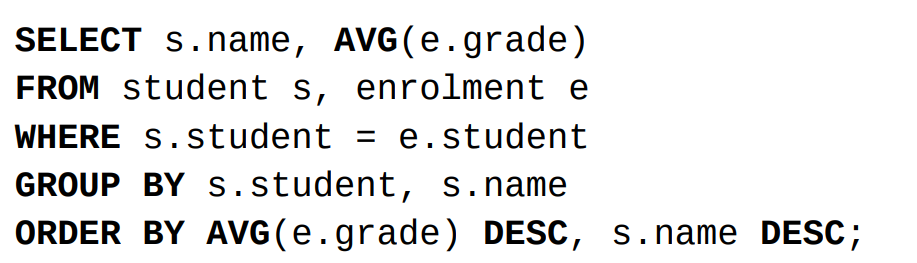 SELECT s.name, AVG(e.grade)
FROM student s, enrolment e
WHERE s.student = e.student
GROUP BY s.student, s.name
ORDER BY AVG(e.grade) DESC, s.name DESC;